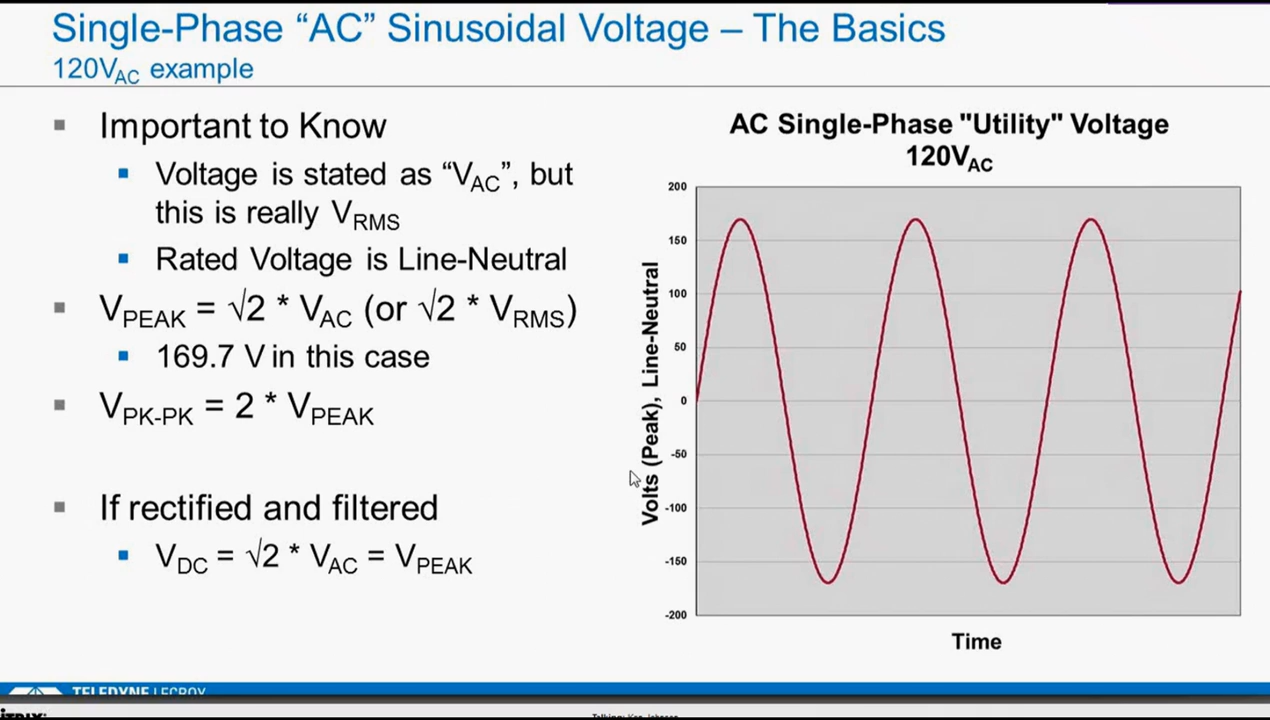 Single-Phase “AC” Sinusoidal Voltage – The Basics
120VAC example
Important to Know
Voltage is stated as “VAC”, but
this is really VRMS
Rated Voltage is Line-Neutral
VPEAK = √2 * VAC (or √2 * VRMS)
169.7 V in this case
VPK-PK = 2 * VPEAK
If rectified and filtered
VDC = √2 * VAC = VPEAK
AC Single-Phase "Utility" Voltage
120VAC
Volts (Peak), Line-Neutral
200
150
100
50
0
-50
-100
-150
-200
Time
TELEDYNE LECROY